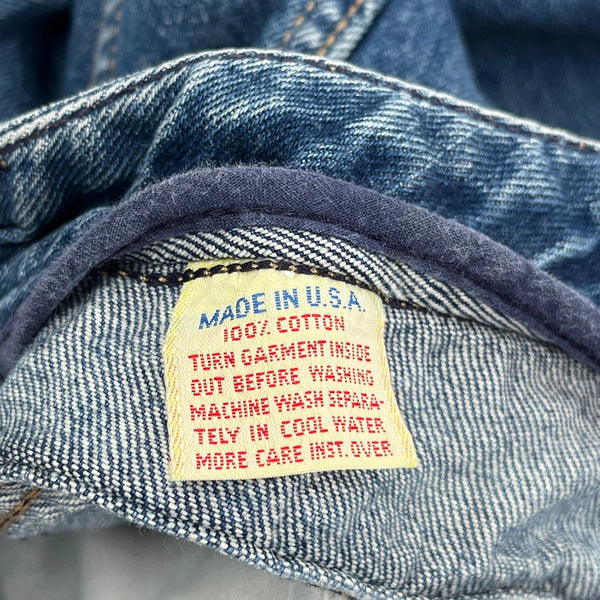 MADE IN U.S.A.
100% COTTON
TURN GARMENT INSIDE
OUT BEFORE WASHING
MACHINE WASH SEPARA-
TELY IN COOL WATER
MORE CARE INST. OVER